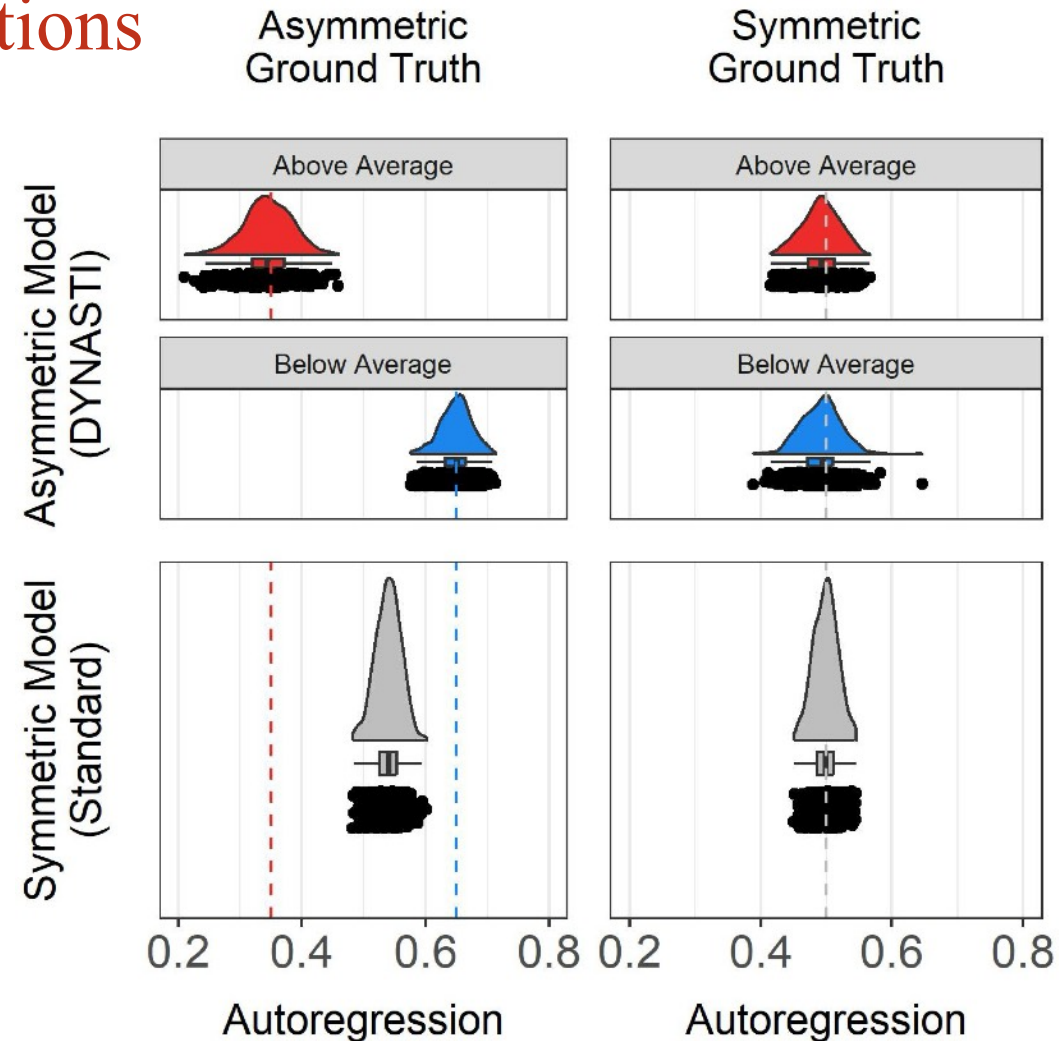 tions
Asymmetric
Ground Truth
Symmetric
Ground Truth
Asymmetric Model
(DYNASTI)
Above Average
Above Average
Below Average
Below Average
Symmetric Model
(Standard)
0.2 0.4 0.6 0.8
0.2 0.4 0.6 0.8
Autoregression
Autoregression